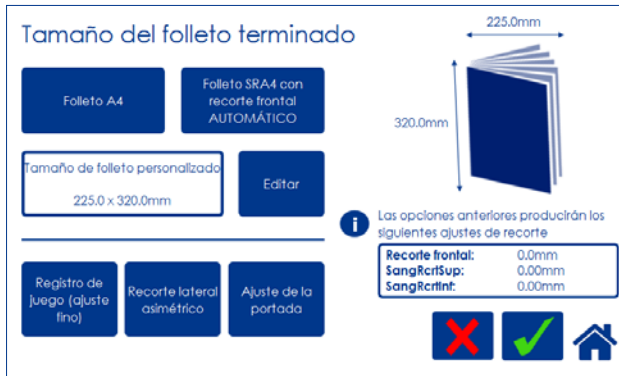 Tamaño del folleto terminado
225.0mm
Folleto A4
Folleto SRA4 con
recorte frontal
AUTOMÁTICO
320.0mm
Tamaño de folleto personalizado
225.0 x 320.0mm
Editar
i
Las opciones anteriores producirán los
siguientes ajustes de recorte
Recorte frontal: 0.0mm
SangRcrtSup: 0.00mm
SangRcrtInf: 0.00mm
Registro de
juego (ajuste
fino)
Recorte lateral
asimétrico
Ajuste de la
portada